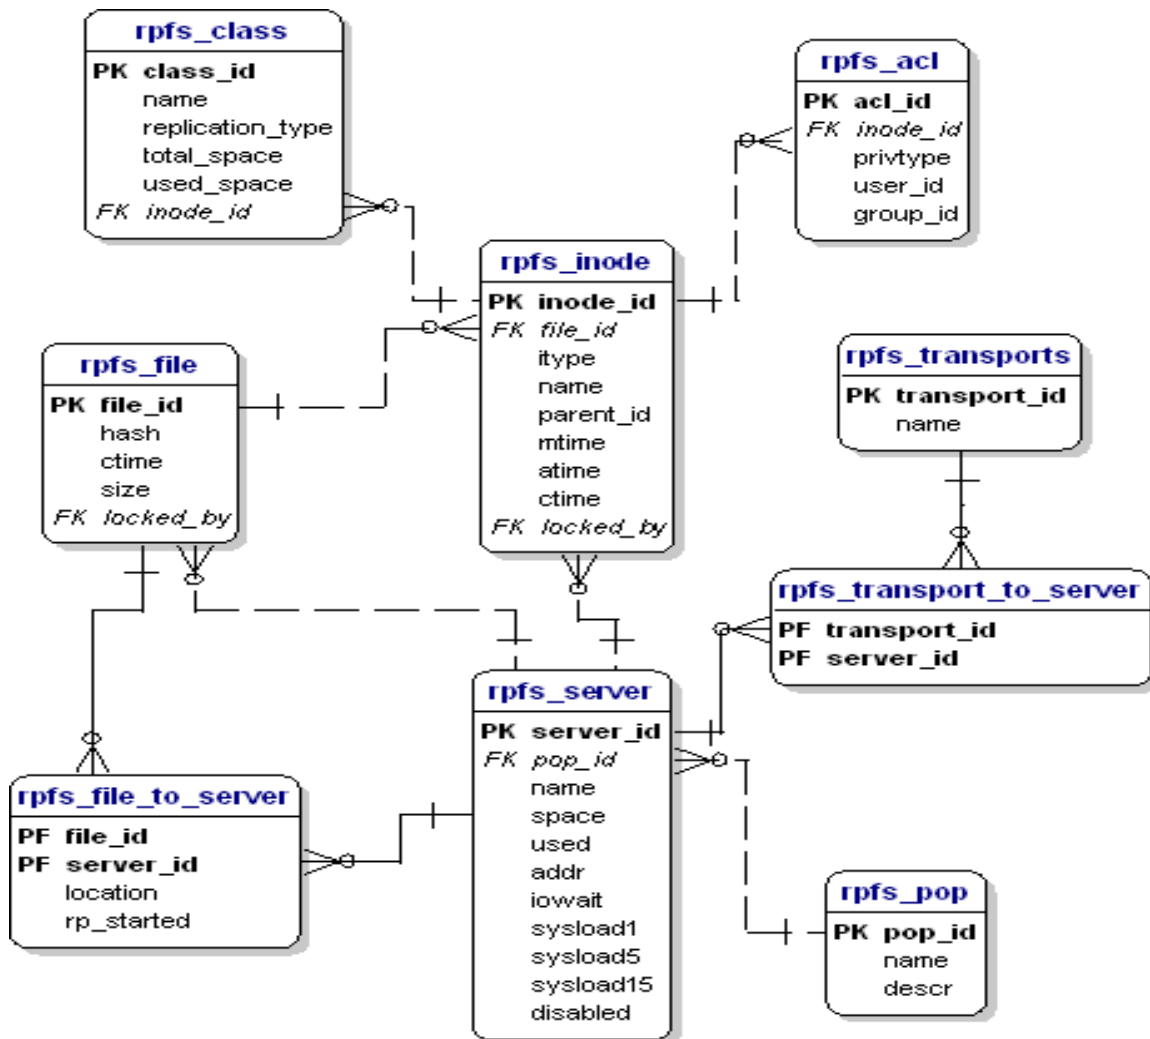 rpfs_class
PK class_id
name
replication_type
total_space
used_space
FK inode_id
rpfs_acl
PK acl_id
FK inode_id
privtype
user_id
group_id
rpfs_inode
PK inode_id
FK file_id
itype
name
parent_id
mtime
atime
ctime
FK locked_by
rpfs_file
PK file_id
hash
ctime
size
FK locked_by
rpfs_transports
PK transport_id
name
rpfs_transport_to_server
PF transport_id
PF server_id
rpfs_server
PK server_id
FK pop_id
name
space
used
addr
iowait
sysload1
sysload5
sysload15
disabled
rpfs_file_to_server
PF file_id
PF server_id
location
rp_started
rpfs_pop
PK pop_id
name
descr